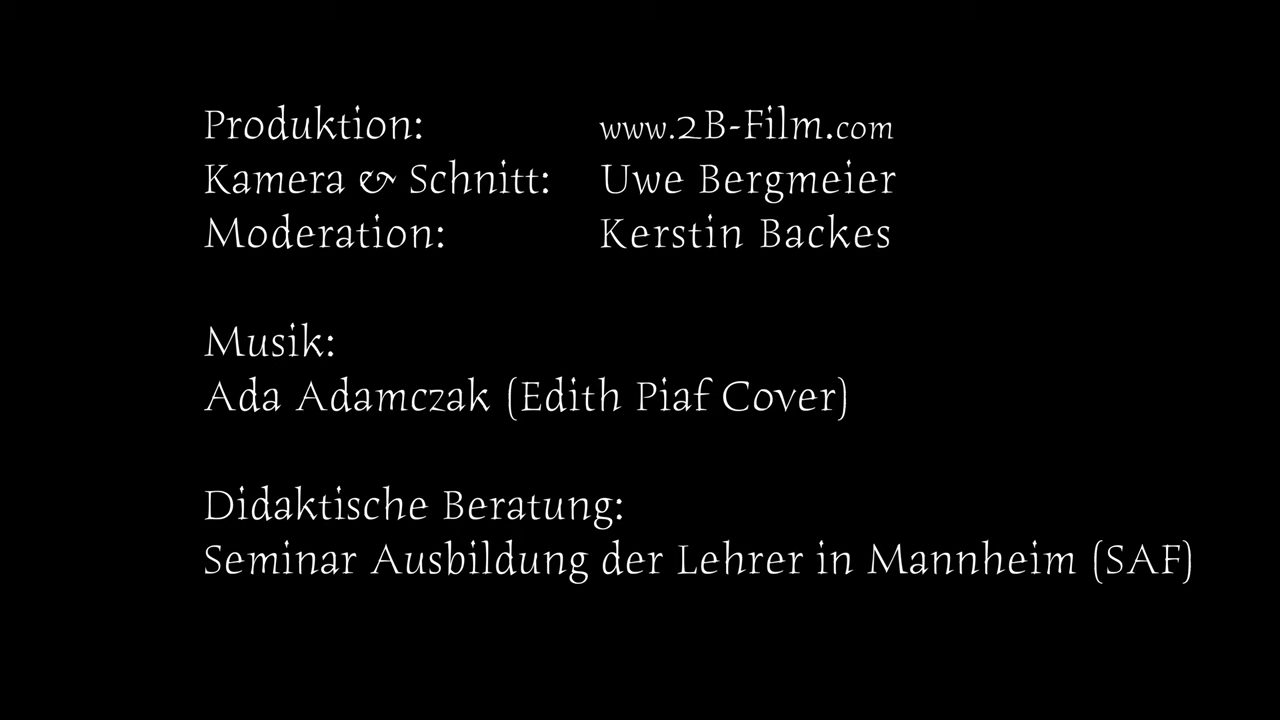 Produktion: www.2B-Film.com
Kamera & Schnitt: Uwe Bergmeier
Moderation: Kerstin Backes
Musik:
Ada Adamczak (Edith Piaf Cover)
Didaktische Beratung:
Seminar Ausbildung der Lehrer in Mannheim (SAF)